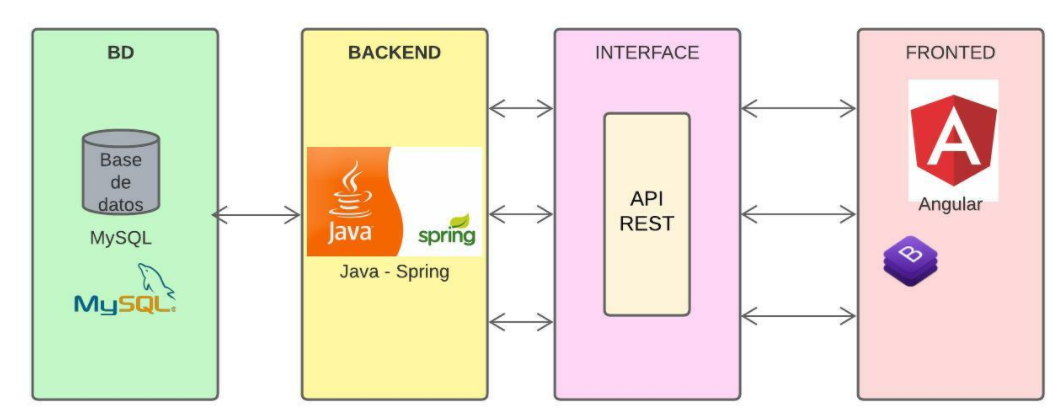 BD
BACKEND
INTERFACE
FRONTED
Base
de
datos
MySQL
MySQL
Java
spring
Java - Spring
API
REST
A
Angular
B